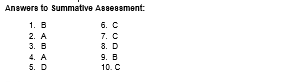 Answers to Summative Assessment:
1. B 6. C
2. A 7. C
3. B 8. D
4. A 9. B
5. D 10. C